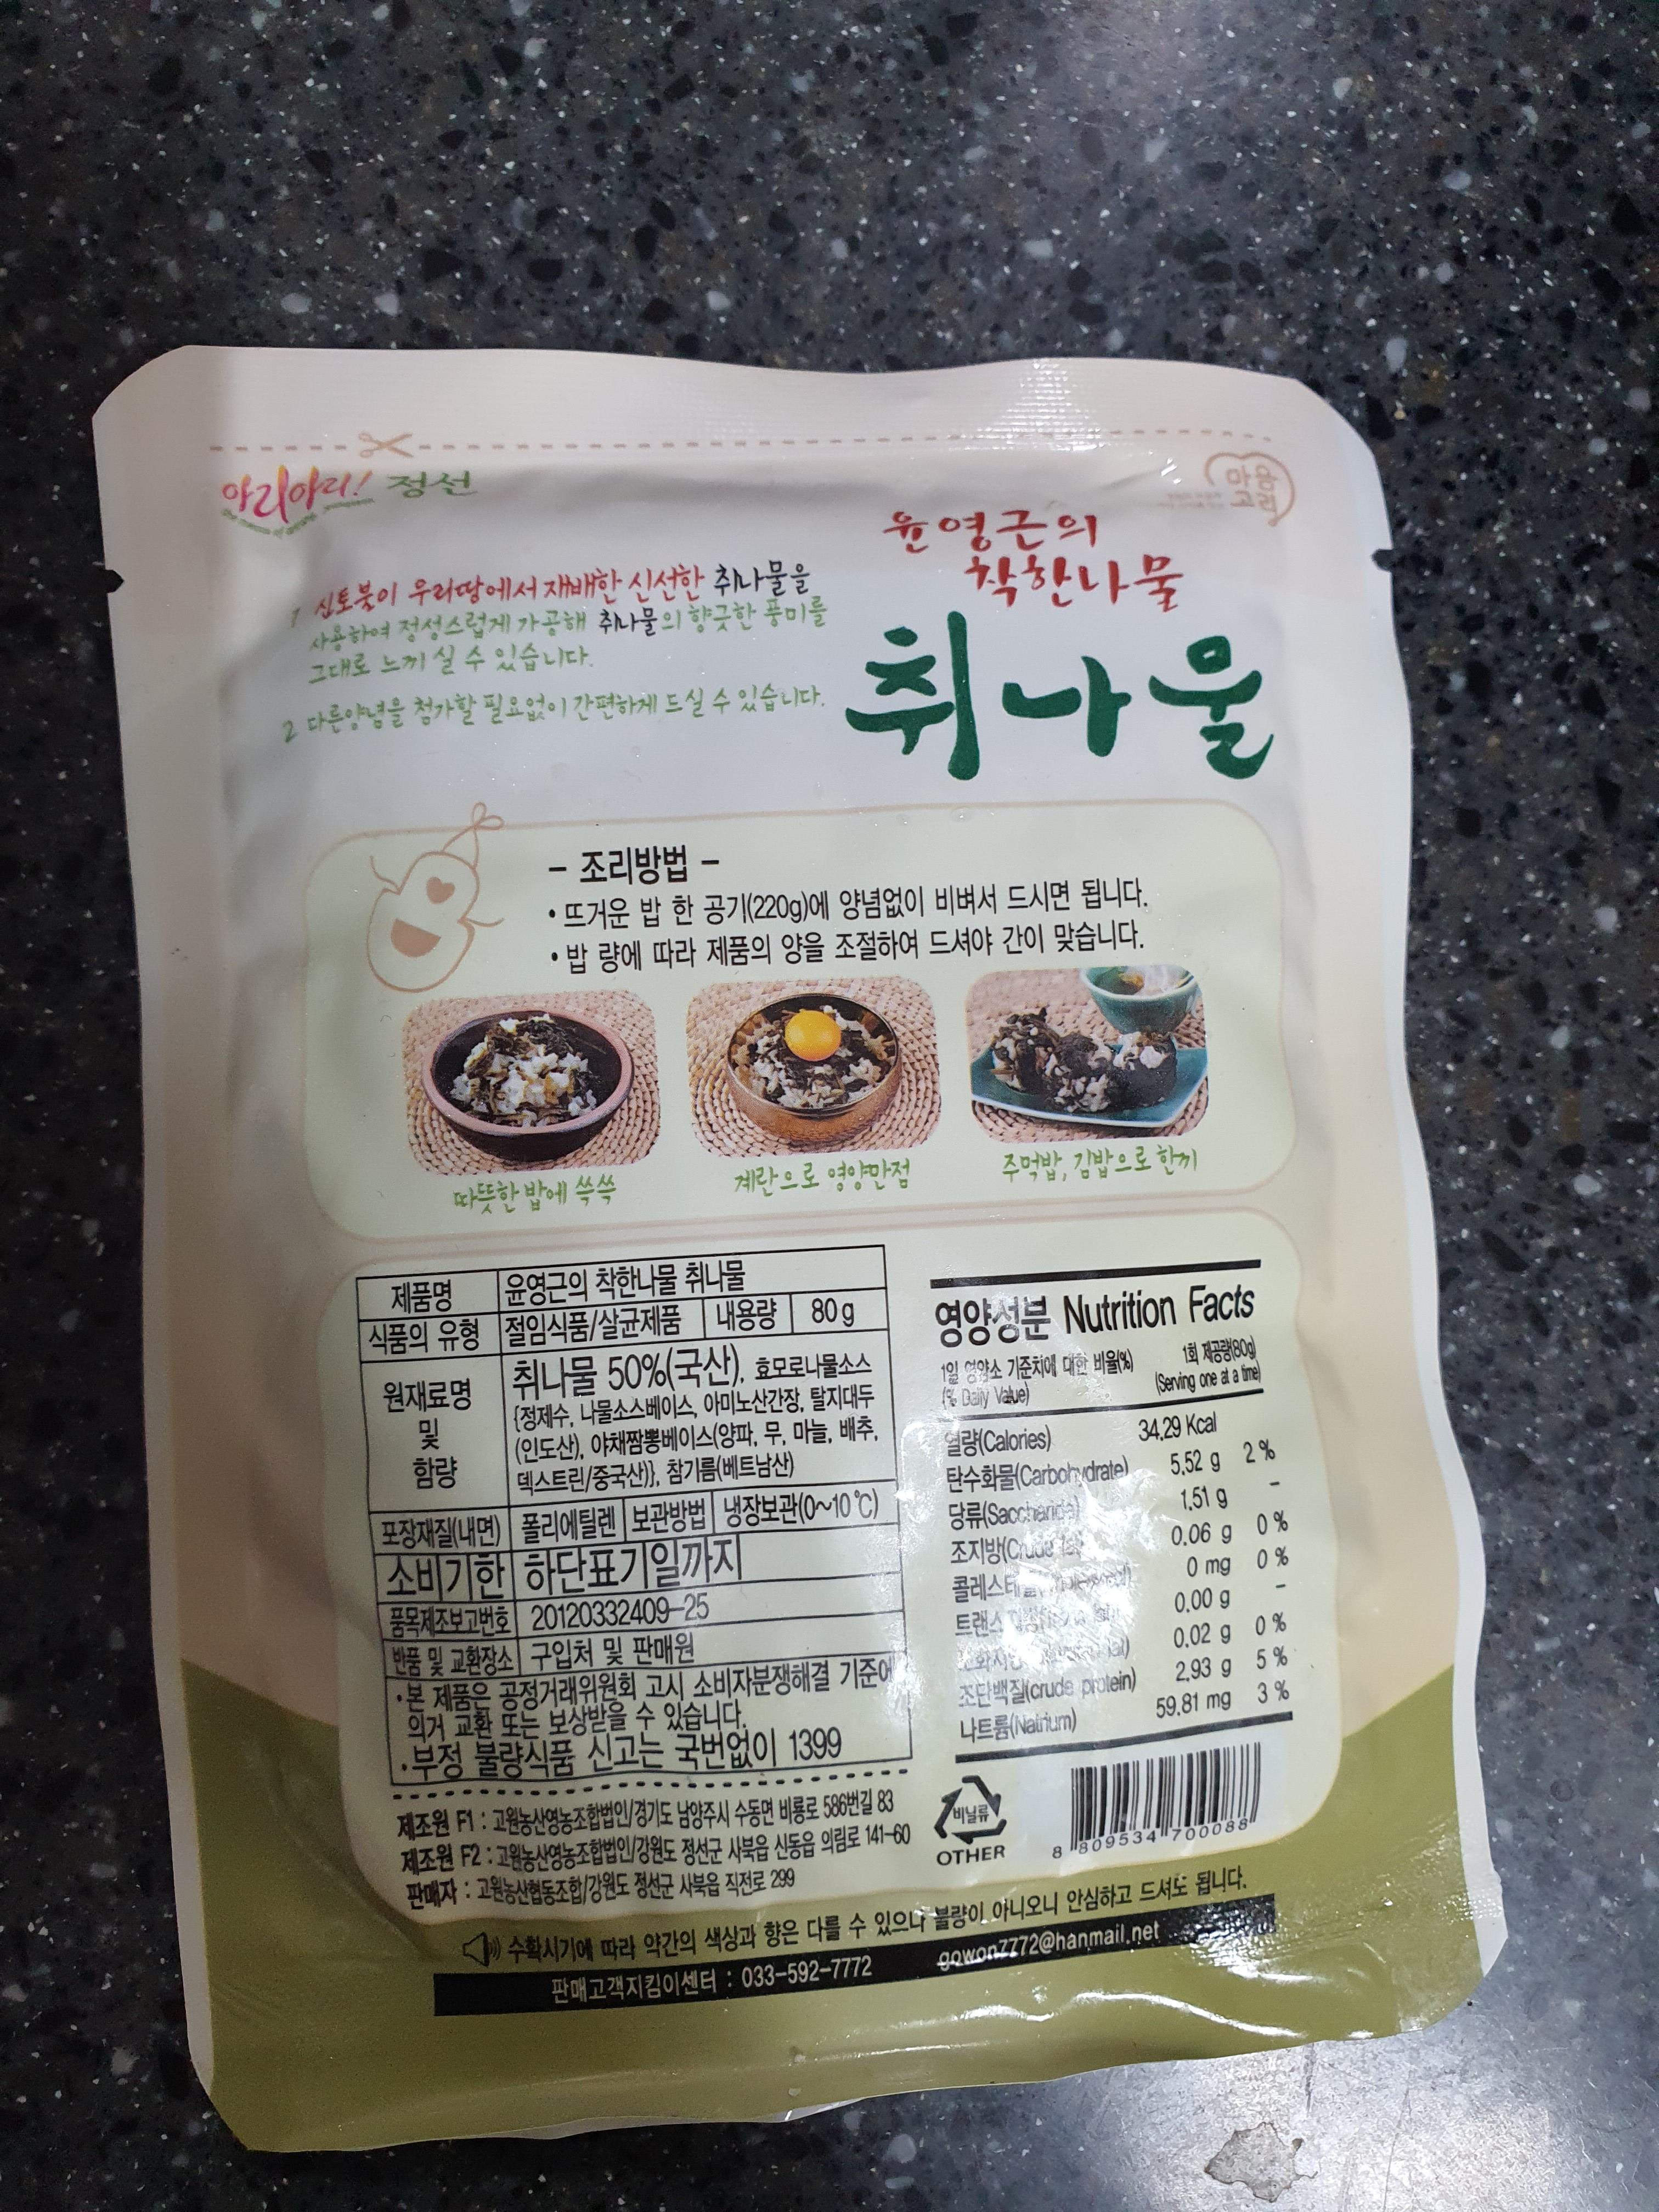 아리아리! 정선
마음
고리
윤영근의
착한나물
취나물
1 신토불이 우리땅에서 재배한 신선한 취나물을
사용하여 정성스럽게 가공해 취나물의 향긋한 풍미를
그대로 느끼실 수 있습니다.
2 다른양념을 첨가할 필요없이 간편하게 드실 수 있습니다.
- 조리방법 -
• 뜨거운 밥 한 공기(220g)에 양념없이 비벼서 드시면 됩니다.
• 밥 량에 따라 제품의 양을 조절하여 드셔야 간이 맞습니다.
따뜻한 밥에 쓱쓱
계란으로 영양만점
주먹밥, 김밥으로 한끼
제품명 윤영근의 착한나물 취나물
식품의 유형 절임식품/살균제품 내용량 80g
원재료명 및 함량
취나물 50%(국산), 효모로나물소스
{정제수, 나물소스베이스, 아미노산간장, 탈지대두
(인도산), 야채짬뽕베이스(양파, 무, 마늘, 배추,
덱스트린/중국산)}, 참기름(베트남산)
포장재질(내면) 폴리에틸렌 보관방법 냉장보관(0~10℃)
소비기한 하단표기일까지
품목제조보고번호 20120332409-25
반품 및 교환장소 구입처 및 판매원
•본 제품은 공정거래위원회 고시 소비자분쟁해결 기준에
의거 교환 또는 보상받을 수 있습니다.
•부정 불량식품 신고는 국번없이 1399
영양성분 Nutrition Facts
1일 영양소 기준치에 대한 비율(%) 1회 제공량(80g)
(% Daily Value) (Serving one at a time)
열량(Calories) 34.29 Kcal
탄수화물(Carbohydrate) 5.52 g 2 %
당류(Saccharide) 1.51 g -
조지방(Crude fat) 0.06 g 0 %
콜레스테롤 0 mg 0 %
트랜스 0.00 g -
0.02 g 0 %
조단백질(crude protein) 2.93 g 5 %
나트륨(Natrium) 59.81 mg 3 %
제조원 F1 : 고원농산영농조합법인/경기도 남양주시 수동면 비룡로 586번길 83
제조원 F2 : 고원농산영농조합법인/강원도 정선군 사북읍 신동읍 의림로 141-60
판매자 : 고원농산협동조합/강원도 정선군 사북읍 직전로 299
비닐류
OTHER
8 809534 700088
수확시기에 따라 약간의 색상과 향은 다를 수 있으나 불량이 아니오니 안심하고 드셔도 됩니다.
판매고객지킴이센터 : 033-592-7772 gowon7772@hanmail.net